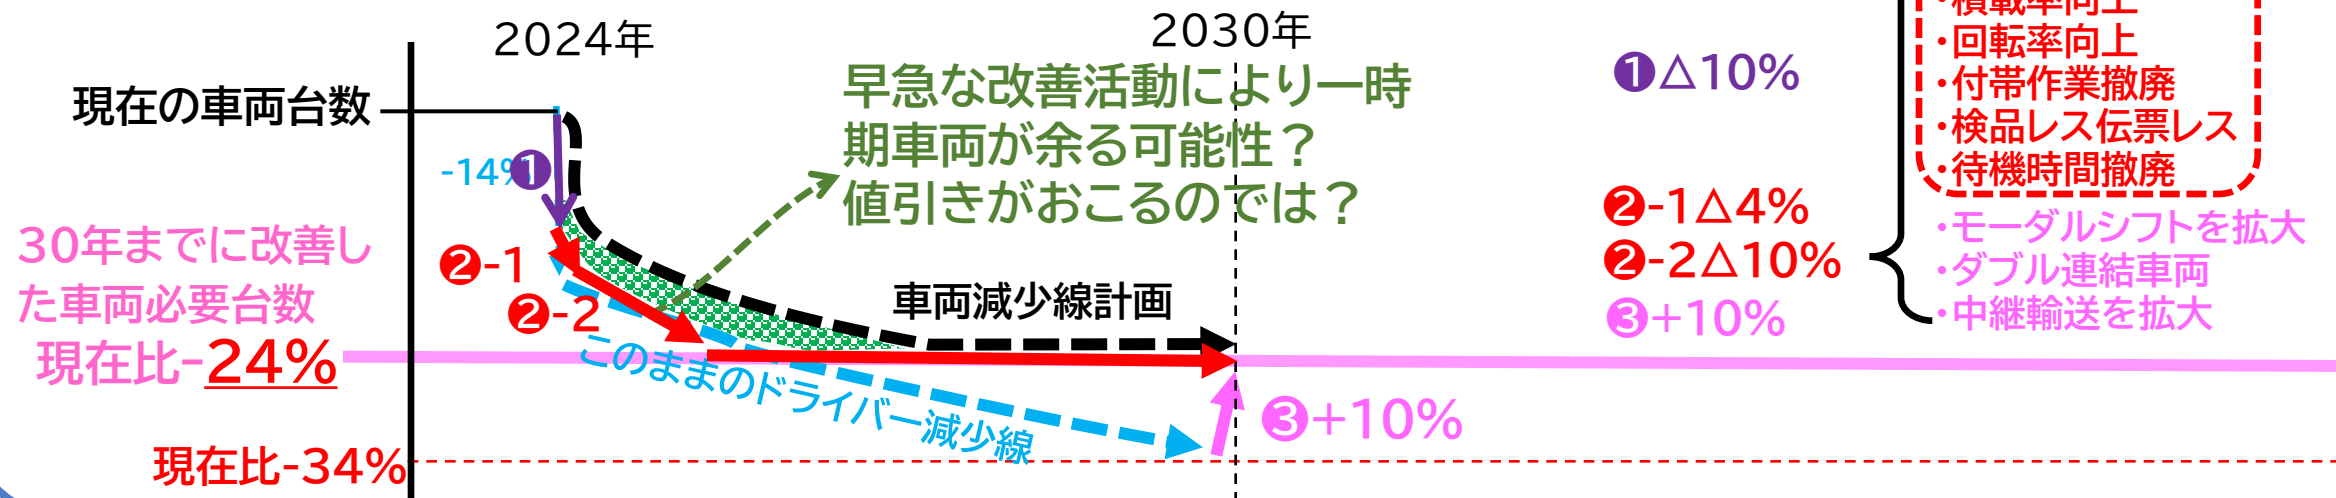 2024年
2030年
現在の車両台数
-14%
❶
早急な改善活動により一時
期車両が余る可能性？
値引きがおこるのでは？
30年までに改善し
た車両必要台数
現在比-24%
❷-1
❷-2
車両減少線計画
このままのドライバー減少線
❸+10%
現在比-34%
❶△10%
❷-1△4%
❷-2△10%
❸+10%
・積載率向上
・回転率向上
・付帯作業撤廃
・検品レス伝票レス
・待機時間撤廃
・モーダルシフトを拡大
・ダブル連結車両
・中継輸送を拡大